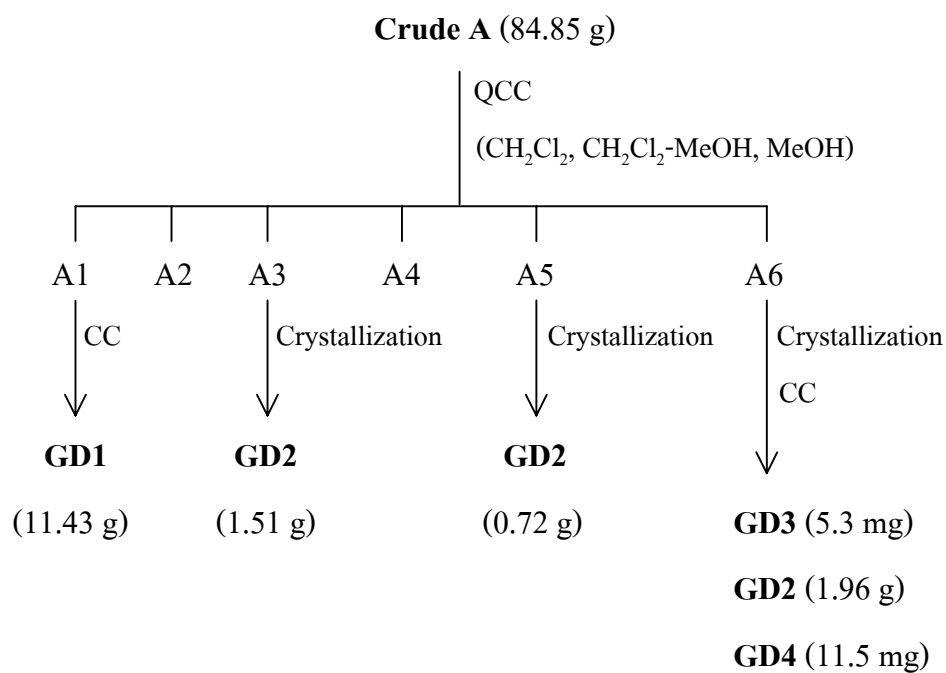 Crude A (84.85 g)
QCC
(CH₂Cl₂, CH₂Cl₂-MeOH, MeOH)
A1 A2 A3 A4 A5 A6
CC Crystallization Crystallization Crystallization
CC
GD1 GD2 GD2
(11.43 g) (1.51 g) (0.72 g) GD3 (5.3 mg)
GD2 (1.96 g)
GD4 (11.5 mg)